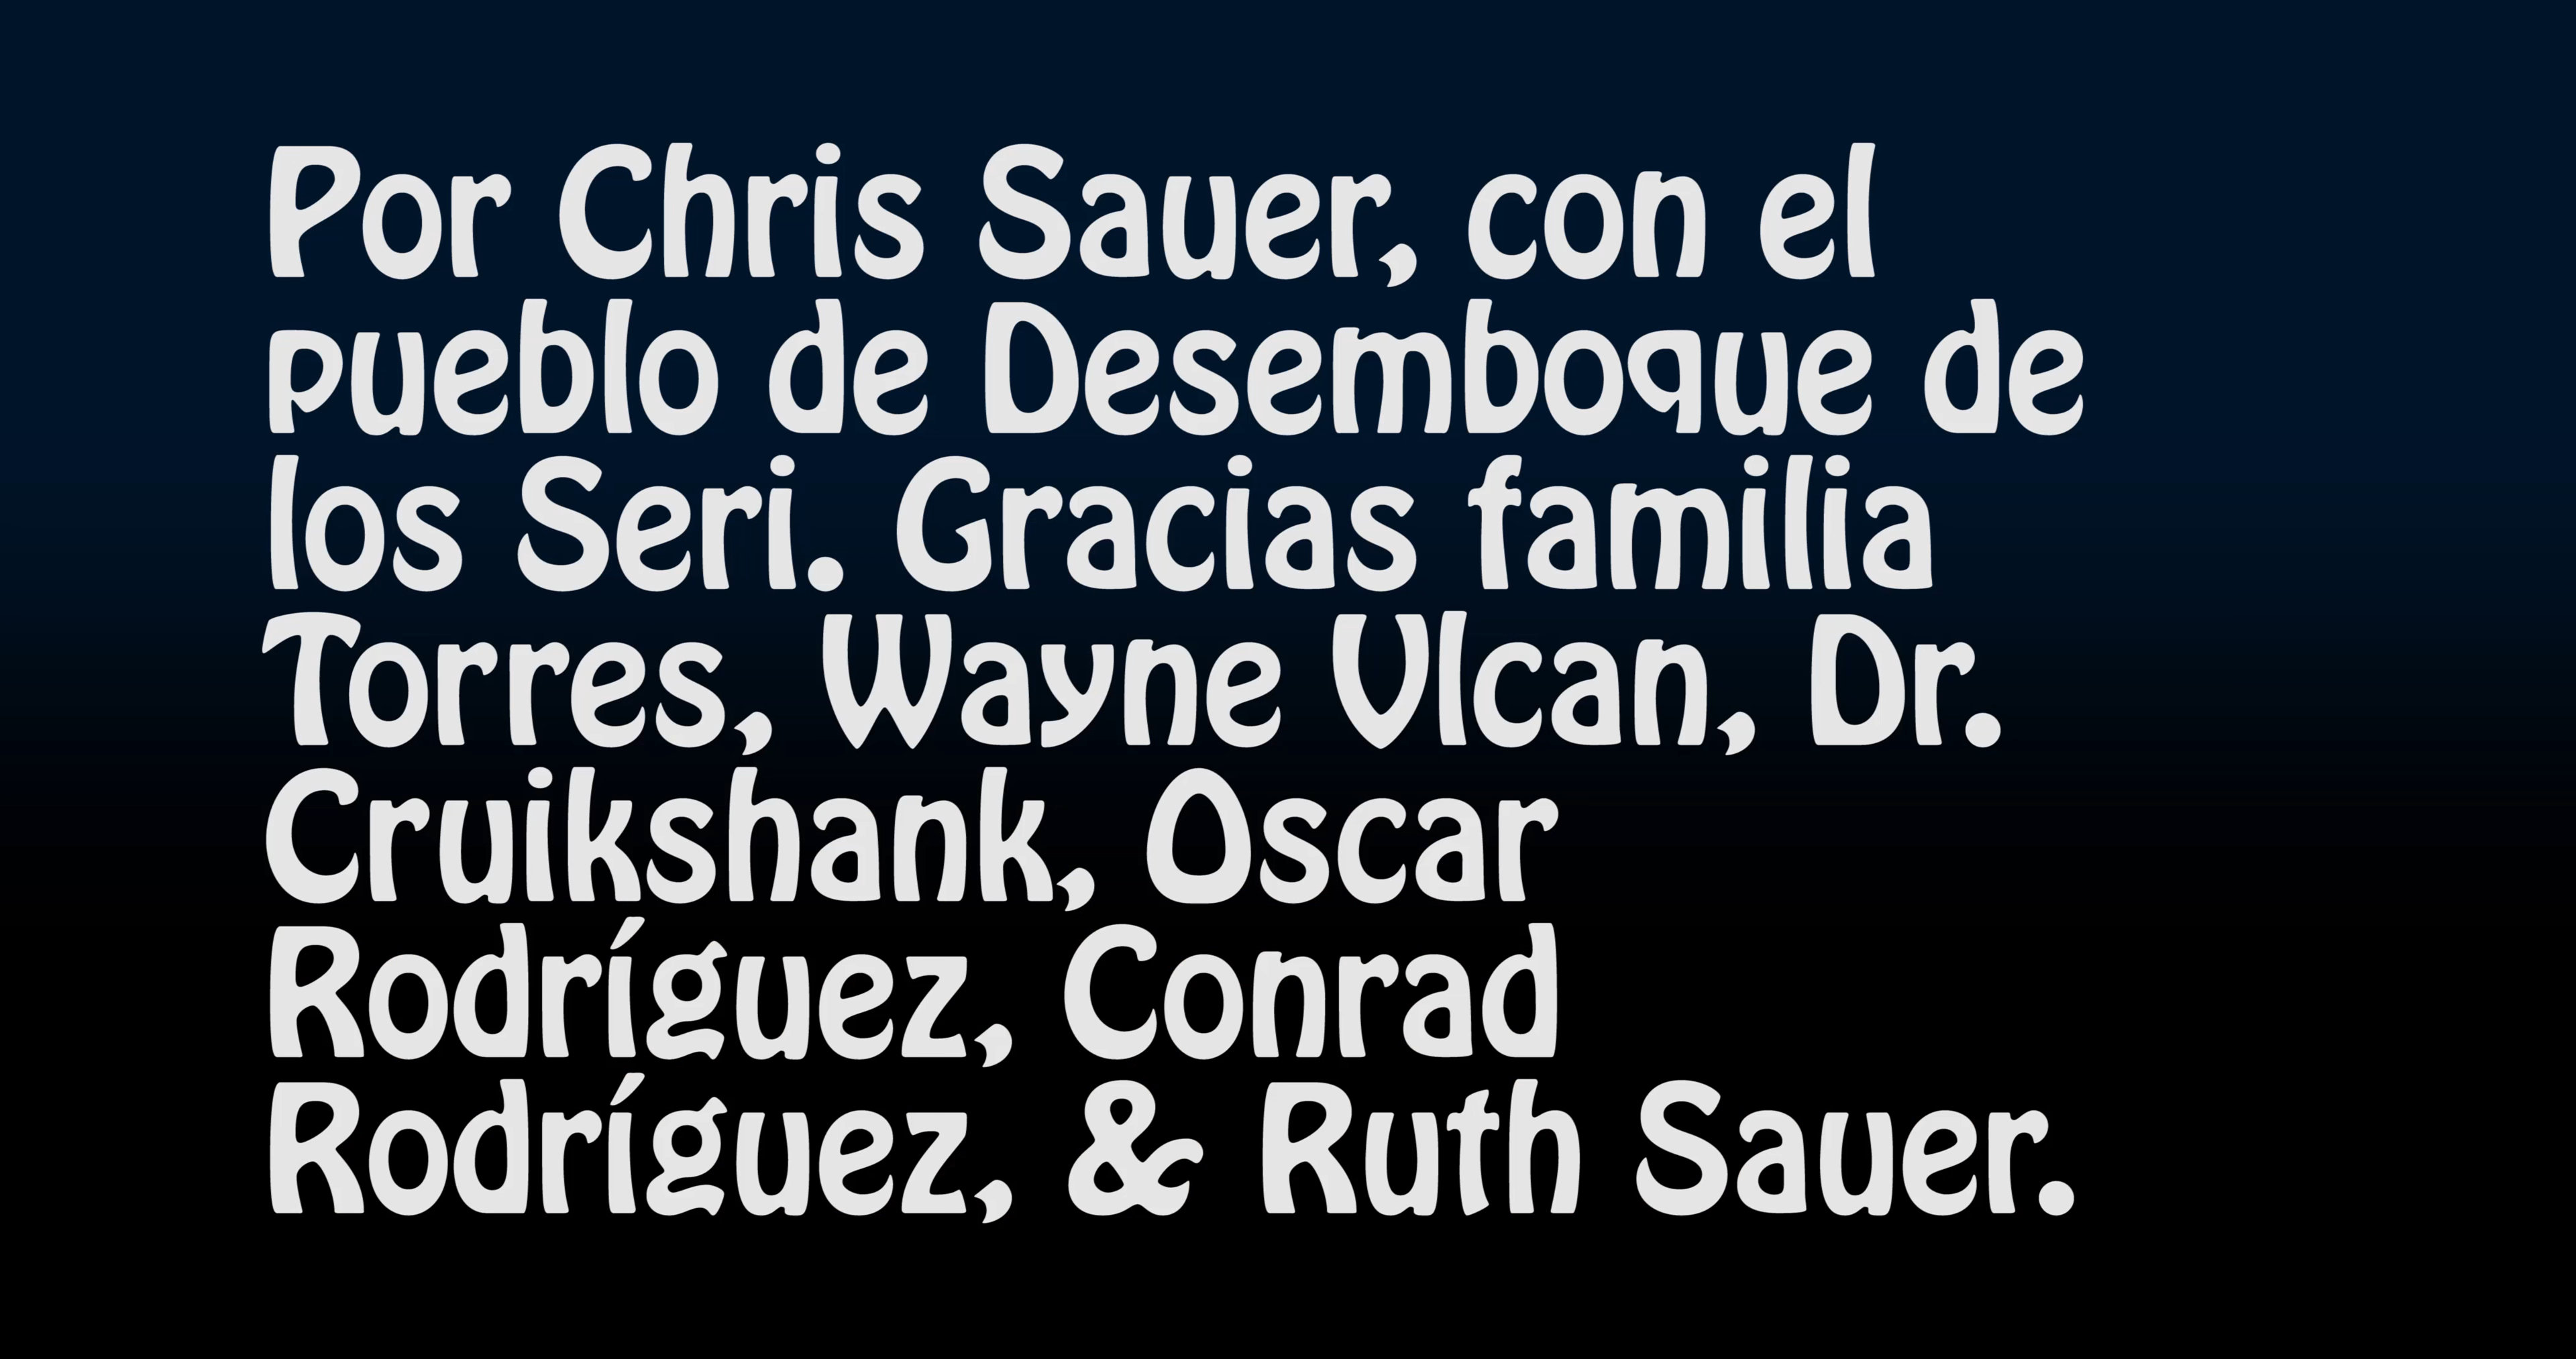 Por Chris Sauer, con el
pueblo de Desemboque de
los Seri. Gracias familia
Torres, Wayne Vlcan, Dr.
Cruikshank, Oscar
Rodríguez, Conrad
Rodríguez, & Ruth Sauer.